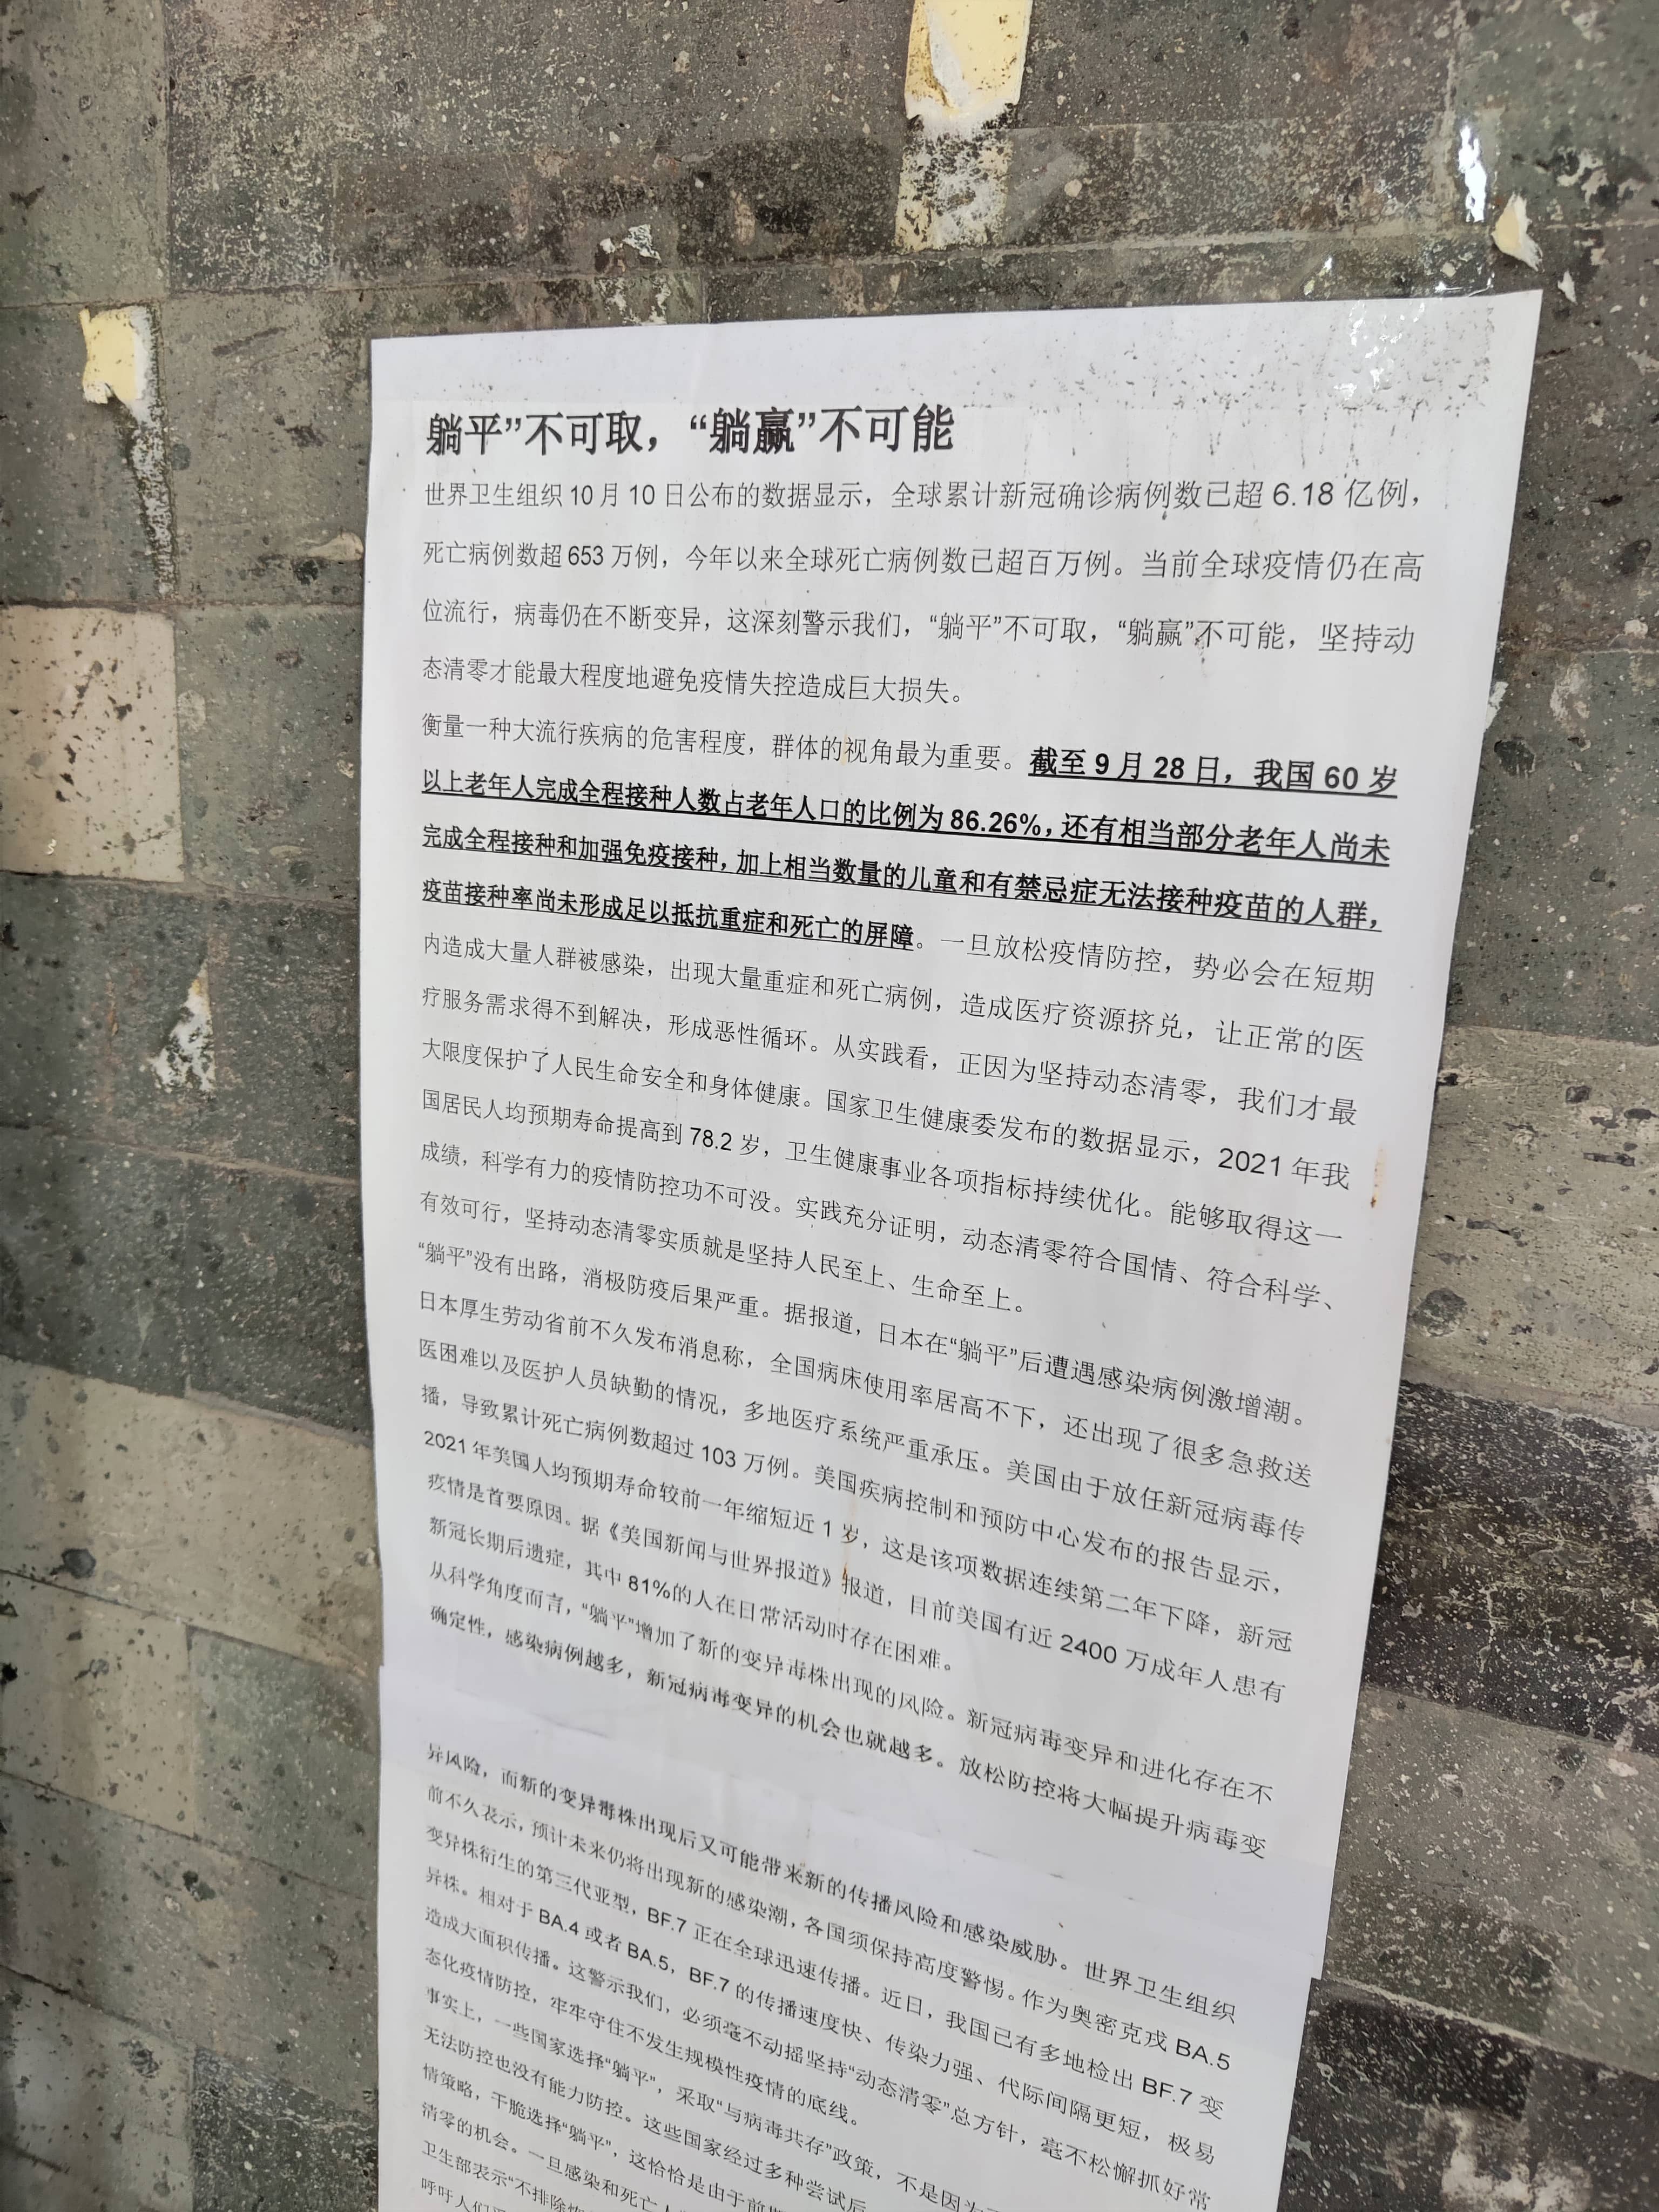 躺平”不可取，“躺赢”不可能
世界卫生组织 10 月 10 日公布的数据显示，全球累计新冠确诊病例数已超 6.18 亿例，
死亡病例数超 653 万例，今年以来全球死亡病例数已超百万例。当前全球疫情仍在高
位流行，病毒仍在不断变异，这深刻警示我们，“躺平”不可取，“躺赢”不可能，坚持动
态清零才能最大程度地避免疫情失控造成巨大损失。
衡量一种大流行疾病的危害程度，群体的视角最为重要。截至 9 月 28 日，我国 60 岁
以上老年人完成全程接种人数占老年人口的比例为 86.26%，还有相当部分老年人尚未
完成全程接种和加强免疫接种，加上相当数量的儿童和有禁忌症无法接种疫苗的人群，
疫苗接种率尚未形成足以抵抗重症和死亡的屏障。一旦放松疫情防控，势必会在短期
内造成大量人群被感染，出现大量重症和死亡病例，造成医疗资源挤兑，让正常的医
疗服务需求得不到解决，形成恶性循环。从实践看，正因为坚持动态清零，我们才最
大限度保护了人民生命安全和身体健康。国家卫生健康委发布的数据显示，2021 年我
国居民人均预期寿命提高到 78.2 岁，卫生健康事业各项指标持续优化。能够取得这一
成绩，科学有力的疫情防控功不可没。实践充分证明，动态清零符合国情、符合科学、
有效可行，坚持动态清零实质就是坚持人民至上、生命至上。
“躺平”没有出路，消极防疫后果严重。据报道，日本在“躺平”后遭遇感染病例激增潮。
日本厚生劳动省前不久发布消息称，全国病床使用率居高不下，还出现了很多急救送
医困难以及医护人员缺勤的情况，多地医疗系统严重承压。美国由于放任新冠病毒传
播，导致累计死亡病例数超过 103 万例。美国疾病控制和预防中心发布的报告显示，
2021 年美国人均预期寿命较前一年缩短近 1 岁，这是该项数据连续第二年下降，新冠
疫情是首要原因。据《美国新闻与世界报道》报道，目前美国有近 2400 万成年人患有
新冠长期后遗症，其中 81%的人在日常活动时存在困难。
从科学角度而言，“躺平”增加了新的变异毒株出现的风险。新冠病毒变异和进化存在不
确定性，感染病例越多，新冠病毒变异的机会也就越多。放松防控将大幅提升病毒变
异风险，而新的变异毒株出现后又可能带来新的传播风险和感染威胁。世界卫生组织
前不久表示，预计未来仍将出现新的感染潮，各国须保持高度警惕。作为奥密克戎 BA.5
变异株衍生的第三代亚型，BF.7 正在全球迅速传播。近日，我国已有多地检出 BF.7 变
异株。相对于 BA.4 或者 BA.5，BF.7 的传播速度快、传染力强、代际间隔更短，极易
造成大面积传播。这警示我们，必须毫不动摇坚持“动态清零”总方针，毫不松懈抓好常
态化疫情防控，牢牢守住不发生规模性疫情的底线。
事实上，一些国家选择“躺平”，采取“与病毒共存”政策，不是因为
无法防控也没有能力防控。这些国家经过多种尝试后
情策略，干脆选择“躺平”，这恰恰是由于前期
清零的机会。一旦感染和死亡人
卫生部表示“不排除
呼吁人们